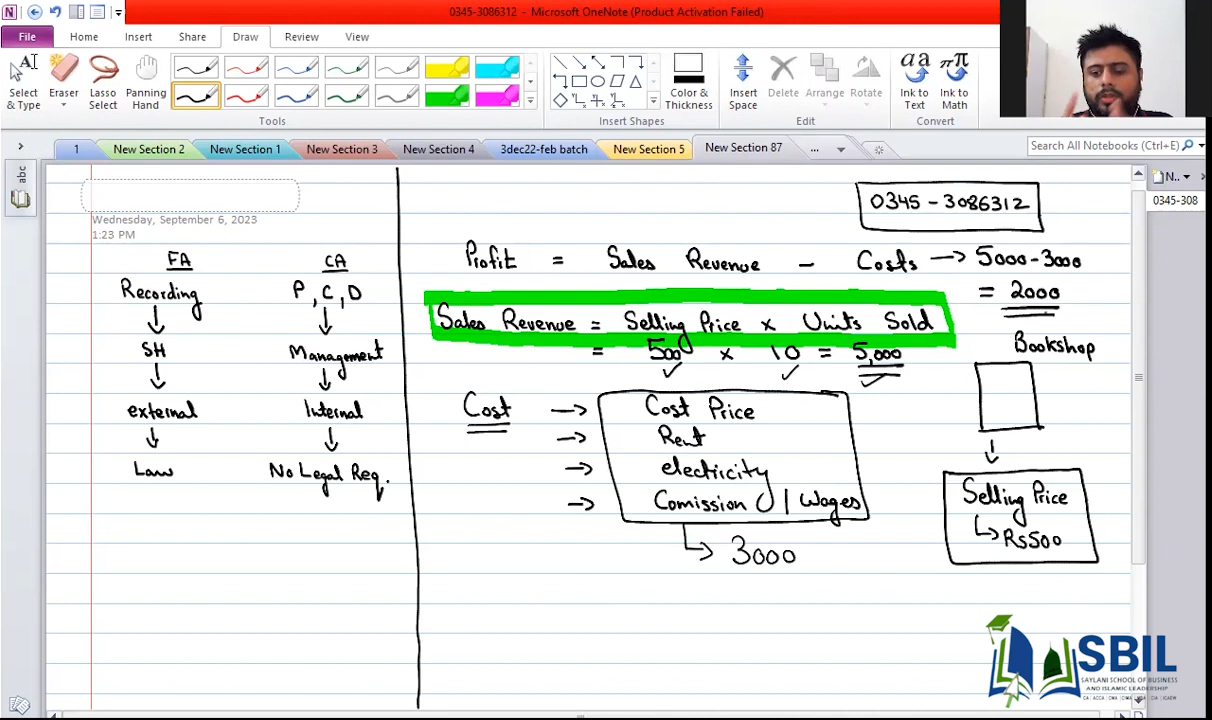 0345-3086312 - Microsoft OneNote (Product Activation Failed)
File Home Insert Share Draw Review View
Select & Type
Eraser
Lasso Select
Panning Hand
Color & Thickness
Insert Space
Delete
Arrange
Rotate
Ink to Text
Ink to Math
Tools
Insert Shapes
Edit
Convert
1 New Section 2 New Section 1 New Section 3 New Section 4 3dec22-feb batch New Section 5 New Section 87 ...
Search All Notebooks (Ctrl+E)
N..
abc
0345-308
Wednesday, September 6, 2023
1:23 PM
FA CA
Recording P, C, D
SH Management
external Internal
Law No Legal Req.
0345-3086312
Profit = Sales Revenue - Costs → 5000-3000
= 2000
Sales Revenue = Selling Price x Units Sold
= 500 x 10 = 5,000
Bookshop
Cost → Cost Price
→ Rent
→ electricity
→ Comission () | Wages
3000
Selling Price
Rs500
SBIL
SAYLANI SCHOOL OF BUSINESS
AND ISLAMIC LEADERSHIP